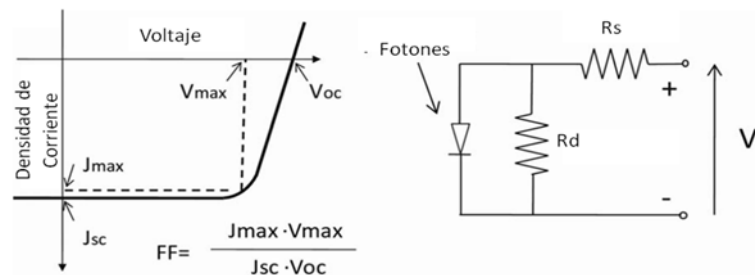 Voltaje
Densidad de
Corriente
Vmax
Voc
Jmax
Jsc
FF=
Jmax·Vmax
Jsc·Voc
Fotones
Rs
Rd
+
-
V